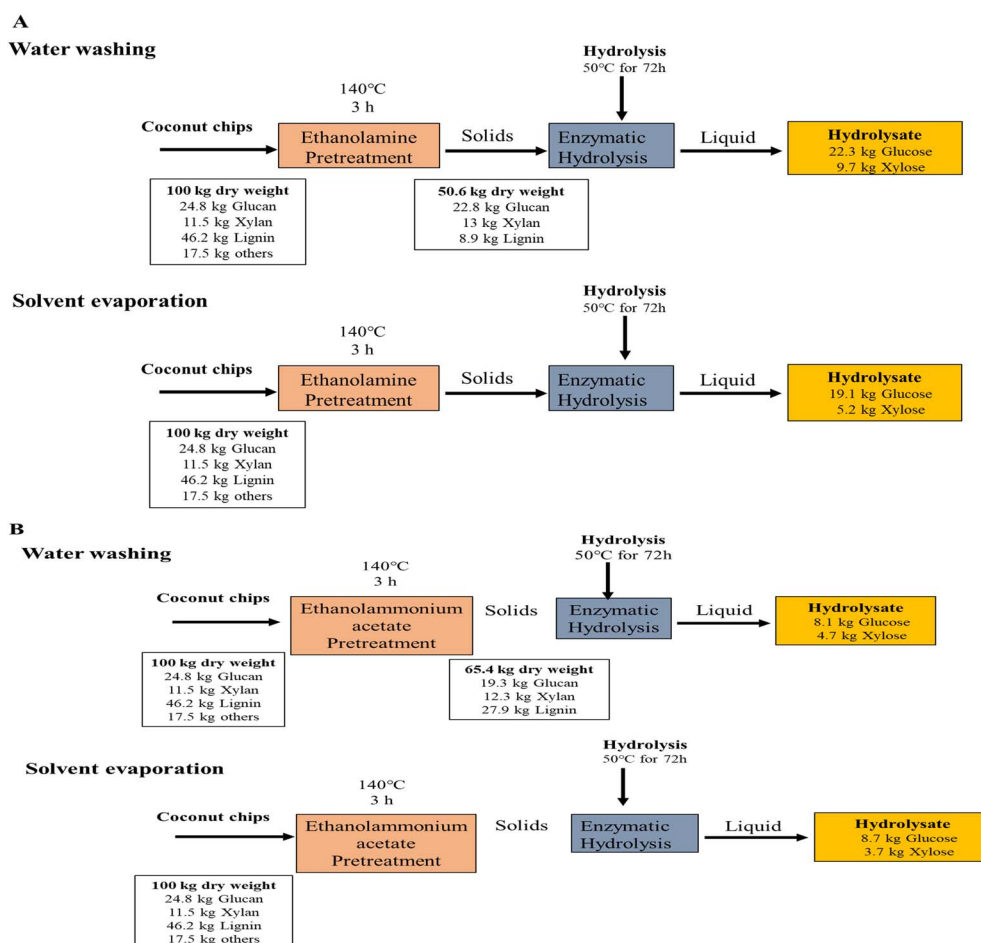 A
Water washing
Hydrolysis
50°C for 72h
140°C
3 h
Coconut chips
Ethanolamine
Pretreatment
Solids
Enzymatic
Hydrolysis
Liquid
Hydrolysate
22.3 kg Glucose
9.7 kg Xylose
100 kg dry weight
24.8 kg Glucan
11.5 kg Xylan
46.2 kg Lignin
17.5 kg others
50.6 kg dry weight
22.8 kg Glucan
13 kg Xylan
8.9 kg Lignin
Solvent evaporation
Hydrolysis
50°C for 72h
140°C
3 h
Coconut chips
Ethanolamine
Pretreatment
Solids
Enzymatic
Hydrolysis
Liquid
Hydrolysate
19.1 kg Glucose
5.2 kg Xylose
100 kg dry weight
24.8 kg Glucan
11.5 kg Xylan
46.2 kg Lignin
17.5 kg others
B
Water washing
Hydrolysis
50°C for 72h
140°C
3 h
Coconut chips
Ethanolammonium
acetate
Pretreatment
Solids
Enzymatic
Hydrolysis
Liquid
Hydrolysate
8.1 kg Glucose
4.7 kg Xylose
100 kg dry weight
24.8 kg Glucan
11.5 kg Xylan
46.2 kg Lignin
17.5 kg others
65.4 kg dry weight
19.3 kg Glucan
12.3 kg Xylan
27.9 kg Lignin
Solvent evaporation
Hydrolysis
50°C for 72h
140°C
3 h
Coconut chips
Ethanolammonium
acetate
Pretreatment
Solids
Enzymatic
Hydrolysis
Liquid
Hydrolysate
8.7 kg Glucose
3.7 kg Xylose
100 kg dry weight
24.8 kg Glucan
11.5 kg Xylan
46.2 kg Lignin
17.5 kg others